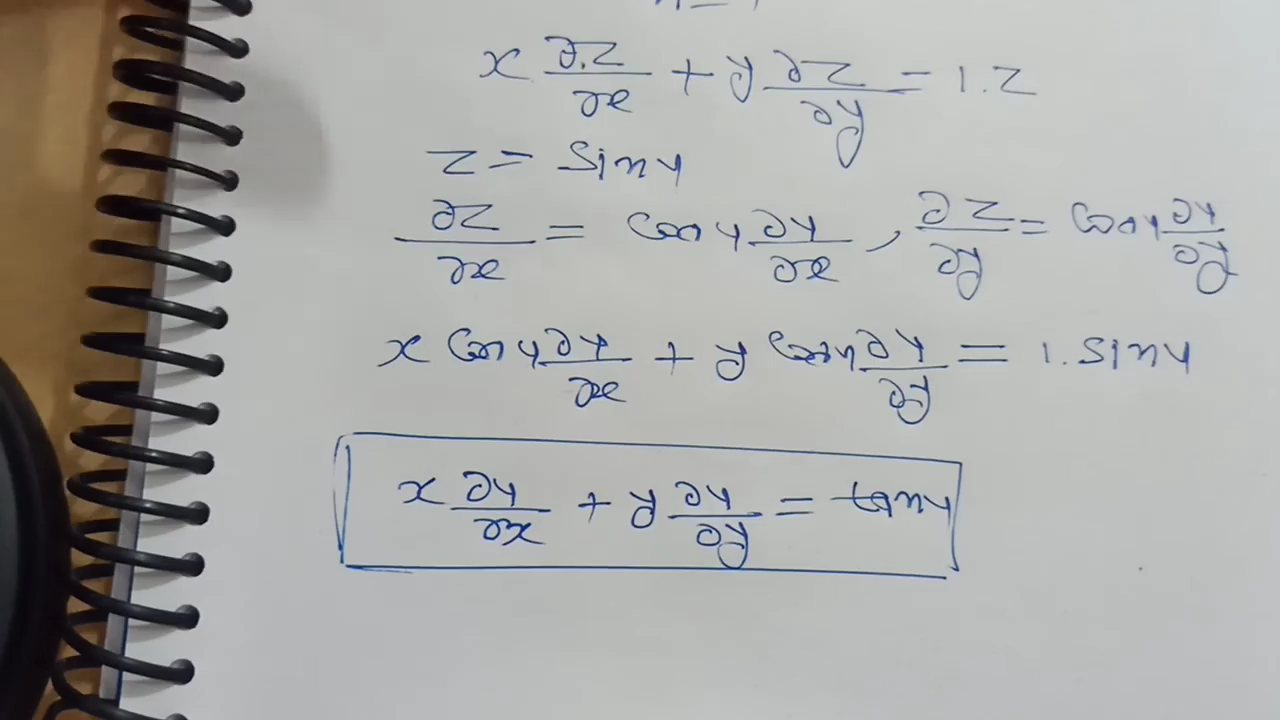 x ∂z/∂x + y ∂z/∂y = 1.z
z = sin u
∂z/∂x = cos u ∂u/∂x , ∂z/∂y = cos u ∂u/∂y
x cos u ∂u/∂x + y cos u ∂u/∂y = 1. sin u
x ∂u/∂x + y ∂u/∂y = tan u